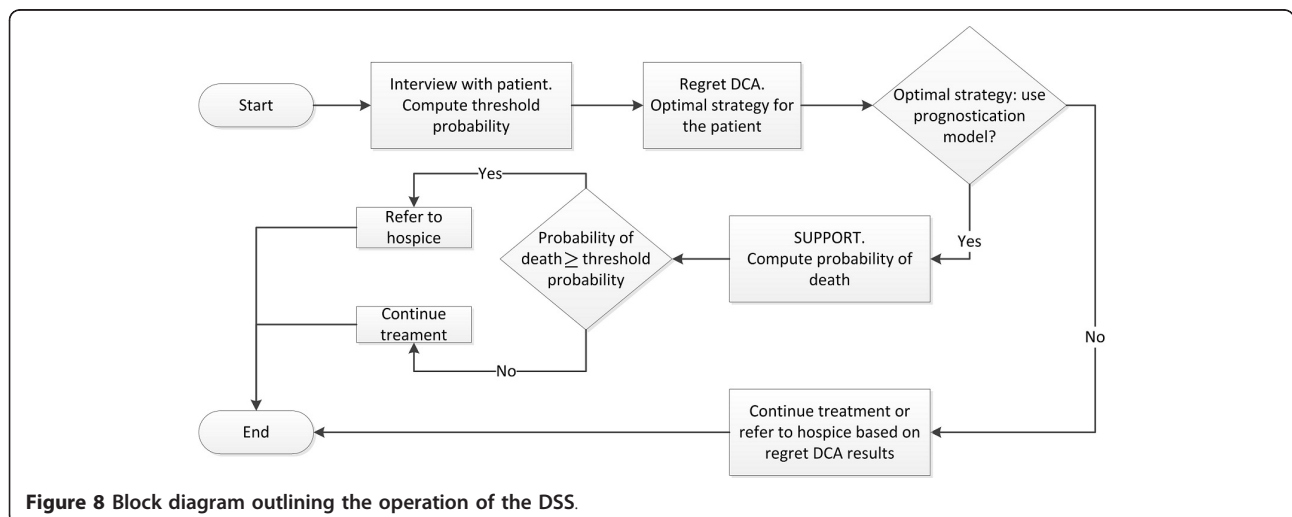 Start
Interview with patient.
Compute threshold
probability
Regret DCA.
Optimal strategy for
the patient
Optimal strategy: use
prognostication
model?
Yes
No
SUPPORT.
Compute probability of
death
Probability of
death ≥ threshold
probability
Yes
Refer to
hospice
No
Continue
treament
Continue treatment or
refer to hospice based on
regret DCA results
End
Figure 8 Block diagram outlining the operation of the DSS.